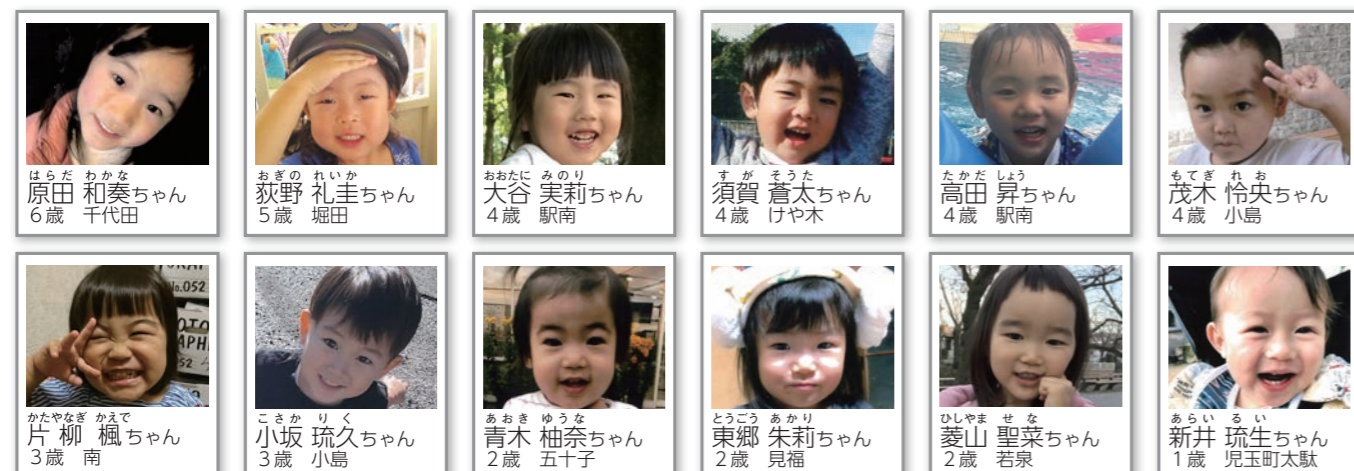 はらだ わかな
原田 和奏ちゃん
6歳 千代田
おぎの れいか
荻野 礼圭ちゃん
5歳 堀田
おおたに みのり
大谷 実莉ちゃん
4歳 駅南
すが そうた
須賀 蒼太ちゃん
4歳 けや木
たかだ しょう
高田 昇ちゃん
4歳 駅南
もてぎ れお
茂木 怜央ちゃん
4歳 小島
No.052
52
かたやなぎ かえで
片柳 楓ちゃん
3歳 南
こさか りく
小坂 琉久ちゃん
3歳 小島
あおき ゆうな
青木 柚奈ちゃん
2歳 五十子
とうごう あかり
東郷 朱莉ちゃん
2歳 見福
ひしやま せな
菱山 聖菜ちゃん
2歳 若泉
あらい るい
新井 琉生ちゃん
1歳 児玉町太駄